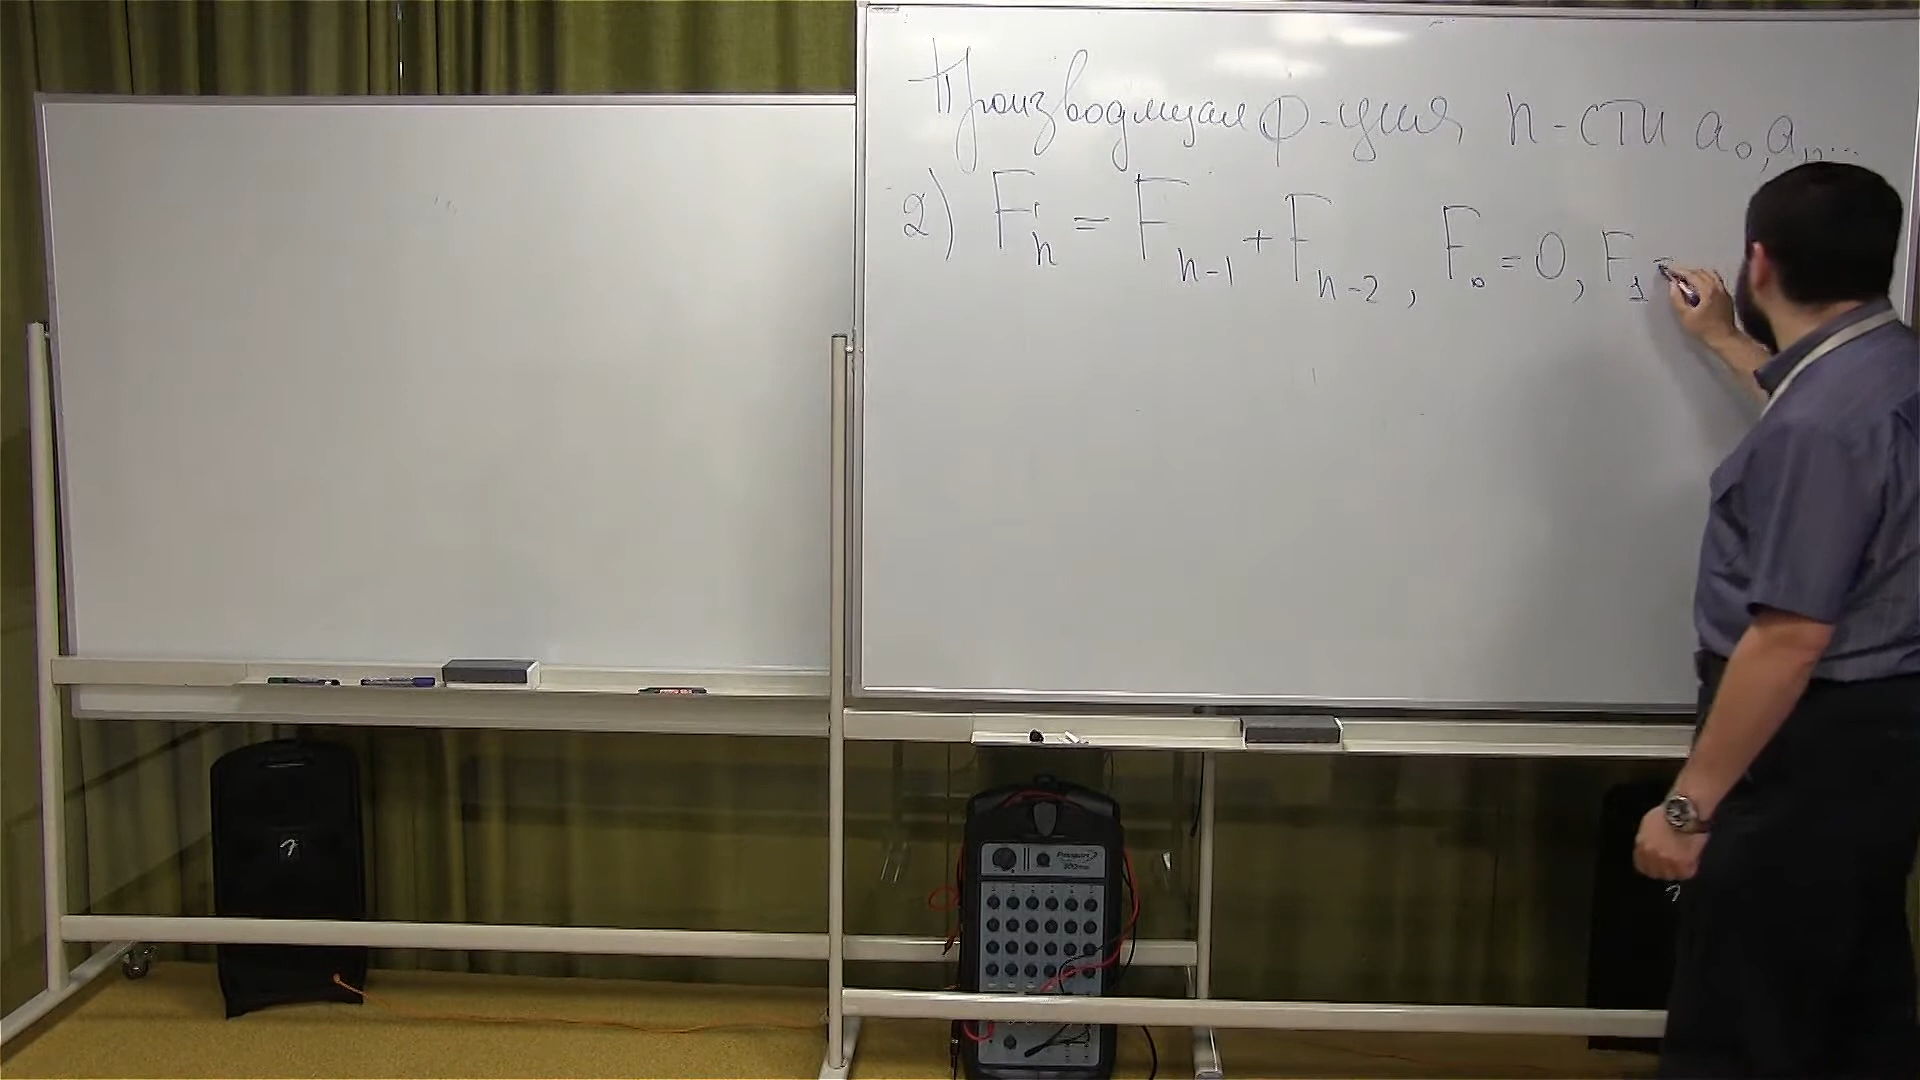 Производящая ф-ция п-сти a₀, a₁, ...
2) Fₙ = Fₙ₋₁ + Fₙ₋₂, F₀ = 0, F₁ =